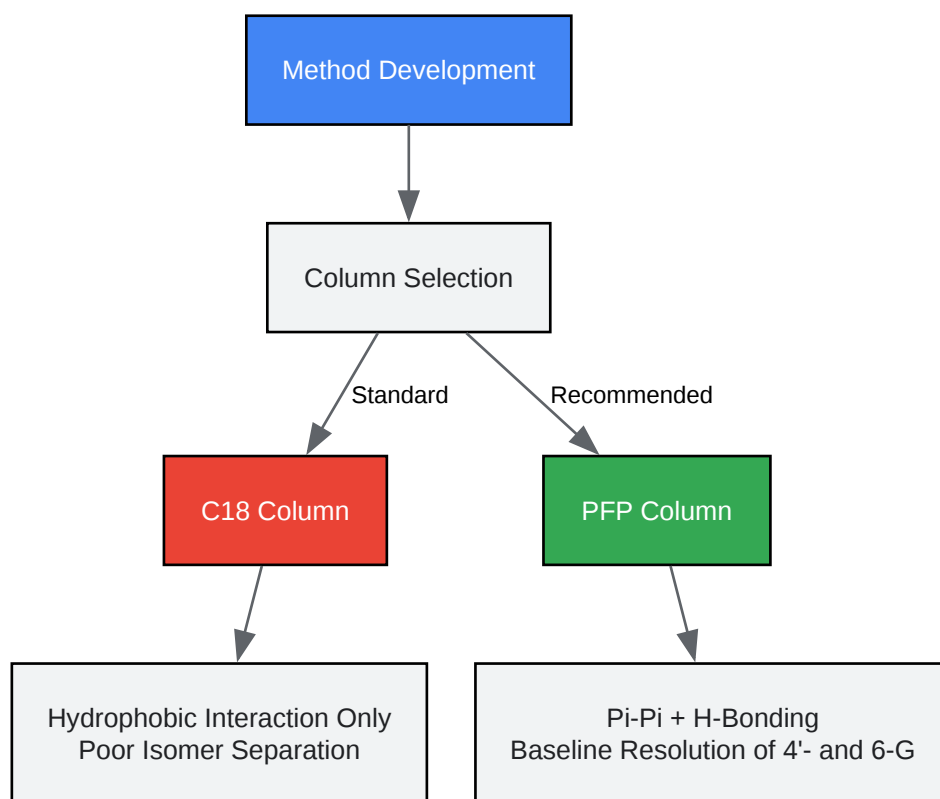 Method Development
Column Selection
Standard
Recommended
C18 Column
PFP Column
Hydrophobic Interaction Only
Poor Isomer Separation
Pi-Pi + H-Bonding
Baseline Resolution of 4'- and 6-G